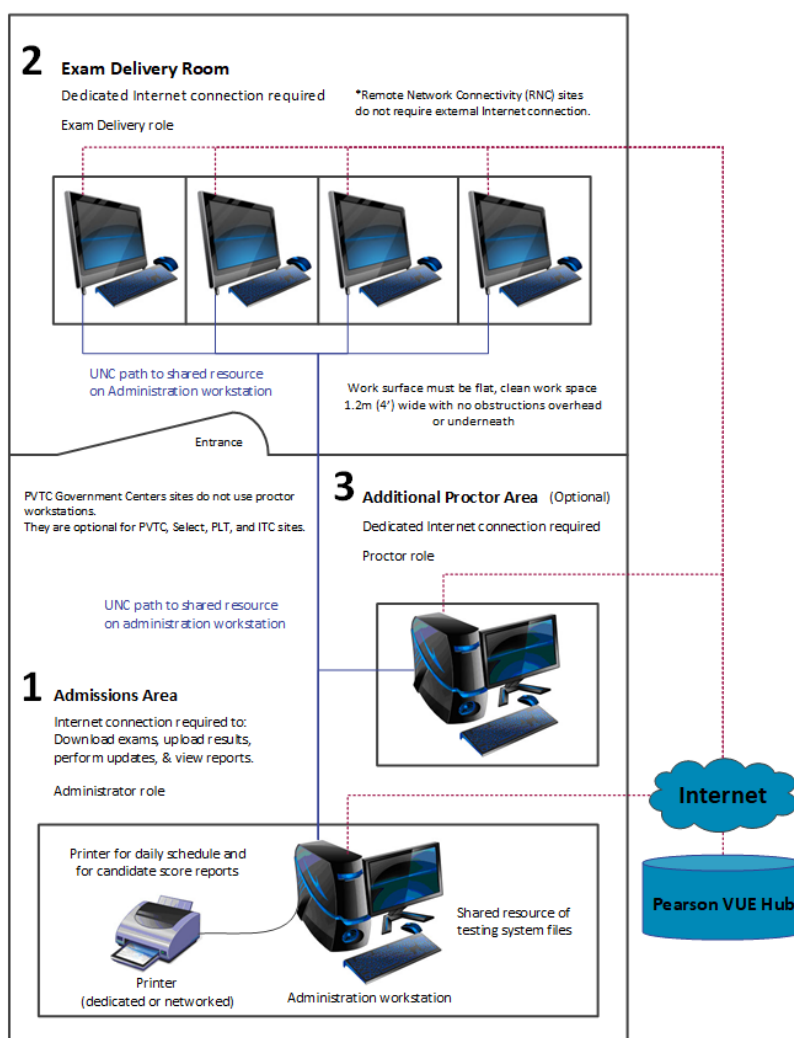 2 Exam Delivery Room
Dedicated Internet connection required
*Remote Network Connectivity (RNC) sites
do not require external Internet connection.
Exam Delivery role
UNC path to shared resource
on Administration workstation
Work surface must be flat, clean work space
1.2m (4') wide with no obstructions overhead
or underneath
Entrance
PVTC Government Centers sites do not use proctor
workstations.
They are optional for PVTC, Select, PLT, and ITC sites.
3 Additional Proctor Area (Optional)
Dedicated Internet connection required
Proctor role
UNC path to shared resource
on administration workstation
1 Admissions Area
Internet connection required to:
Download exams, upload results,
perform updates, & view reports.
Administrator role
Internet
Pearson VUE Hub
Printer for daily schedule and
for candidate score reports
Shared resource of
testing system files
Printer
(dedicated or networked)
Administration workstation